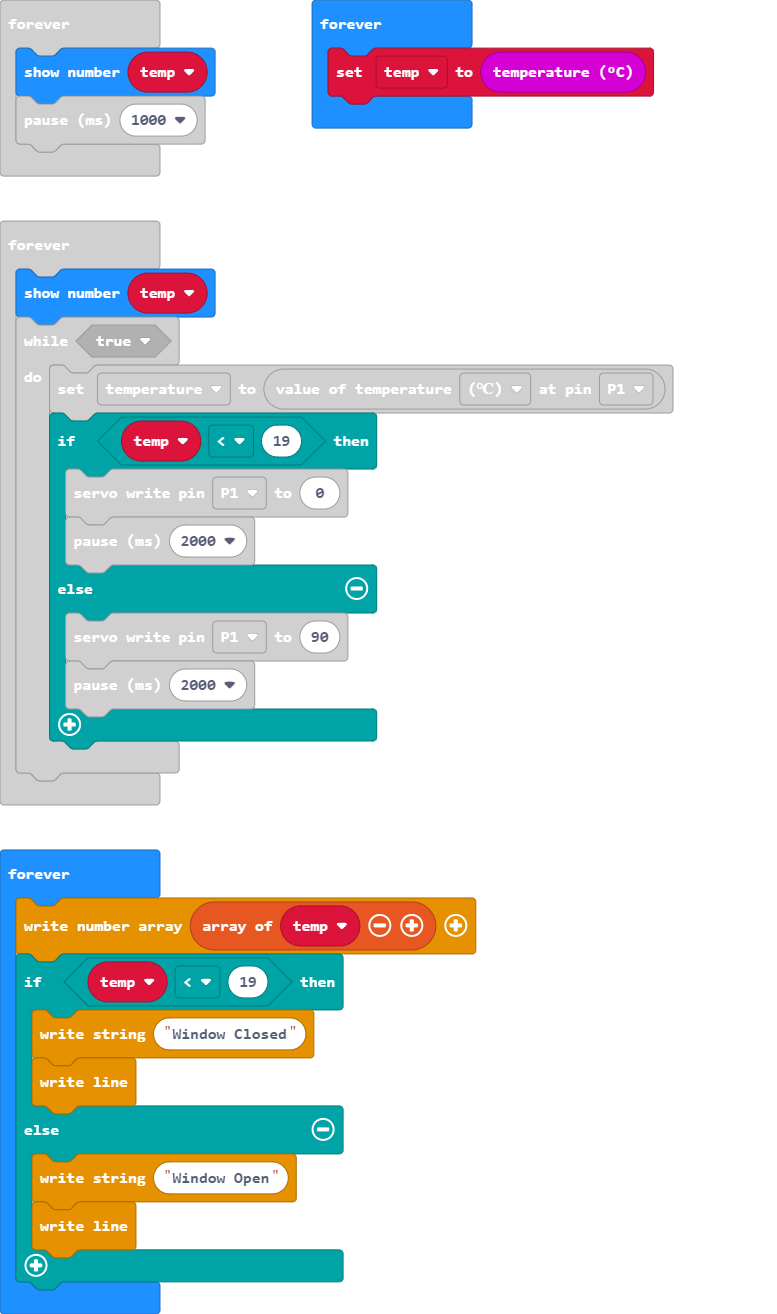 forever
show number temp
pause (ms) 1000
forever
set temp to temperature (ºC)
forever
show number temp
while true
do
set temperature to value of temperature (℃) at pin P1
if temp < 19 then
servo write pin P1 to 0
pause (ms) 2000
else
servo write pin P1 to 90
pause (ms) 2000
forever
write number array array of temp
if temp < 19 then
write string "Window Closed"
write line
else
write string "Window Open"
write line